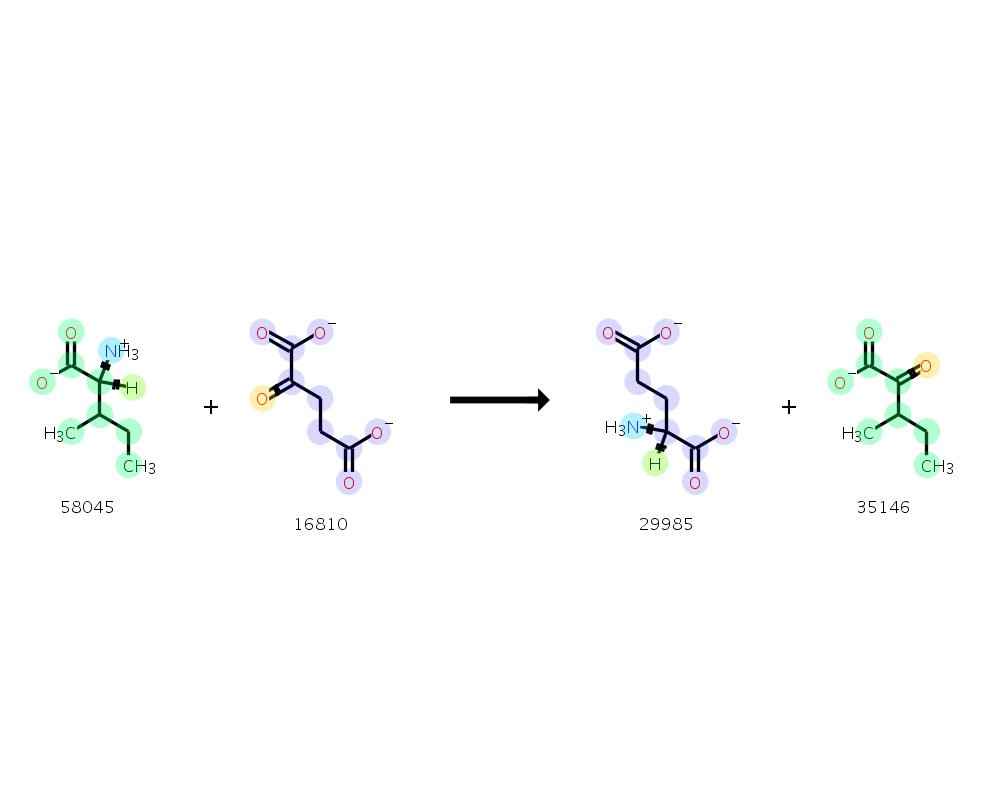 O O − O O −
O + NH₃ O O − O O + O
O − H H₃N + O − O −
H₃C O O − H O H₃C
CH₃ O CH₃
58045 + 16810 29985 + 35146